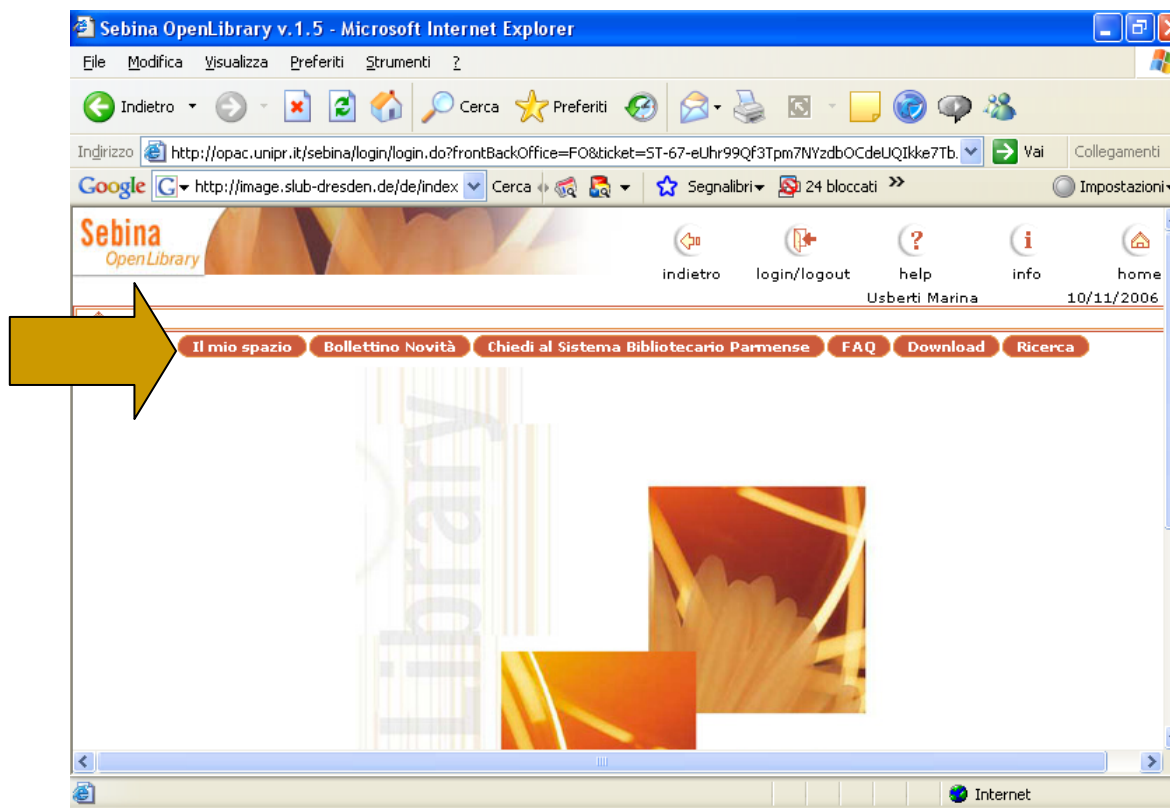 Sebina OpenLibrary v.1.5 - Microsoft Internet Explorer
File Modifica Visualizza Preferiti Strumenti ?
Indietro Cerca Preferiti
Indirizzo http://opac.unipr.it/sebina/login/login.do?frontBackOffice=FO&ticket=ST-67-eUhr99Qf3Tpm7NYzdbOCdeUQIkke7Tb. Vai Collegamenti
Google G http://image.slub-dresden.de/de/index Cerca Segnalibri 24 bloccati » Impostazioni
Sebina
OpenLibrary
indietro login/logout help info home
Usberti Marina 10/11/2006
Il mio spazio Bollettino Novità Chiedi al Sistema Bibliotecario Parmense FAQ Download Ricerca
Library
Internet